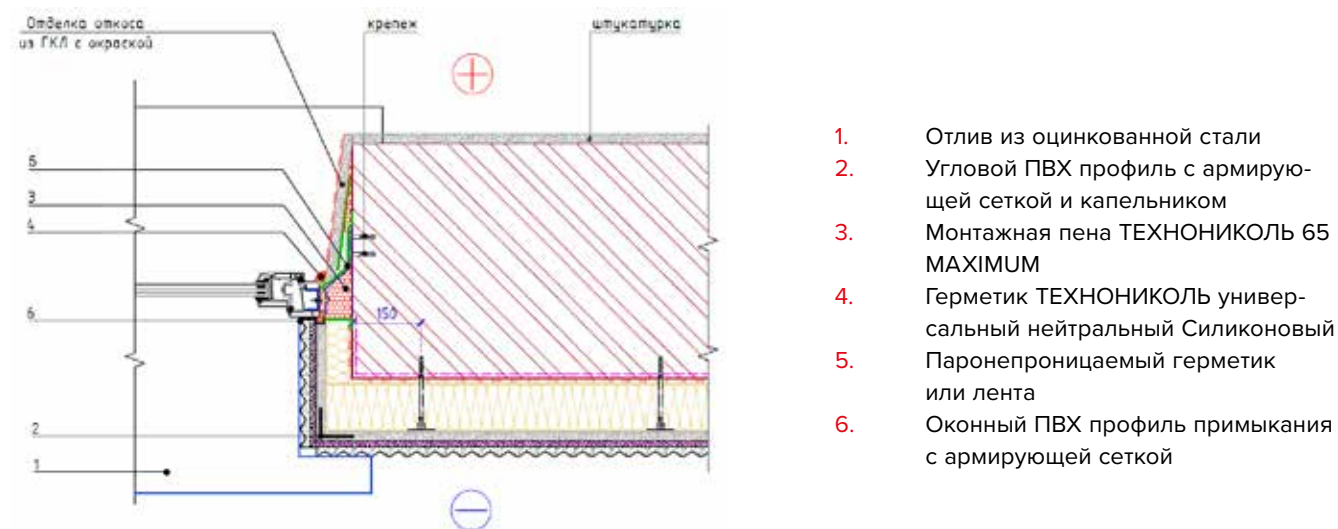 Отделка откоса
из ГКЛ с окраской
крепеж
штукатурка
5
3
4
6
150
2
1
1. Отлив из оцинкованной стали
2. Угловой ПВХ профиль с армирую-
щей сеткой и капельником
3. Монтажная пена ТЕХНОНИКОЛЬ 65
MAXIMUM
4. Герметик ТЕХНОНИКОЛЬ универ-
сальный нейтральный Силиконовый
5. Паронепроницаемый герметик
или лента
6. Оконный ПВХ профиль примыкания
с армирующей сеткой